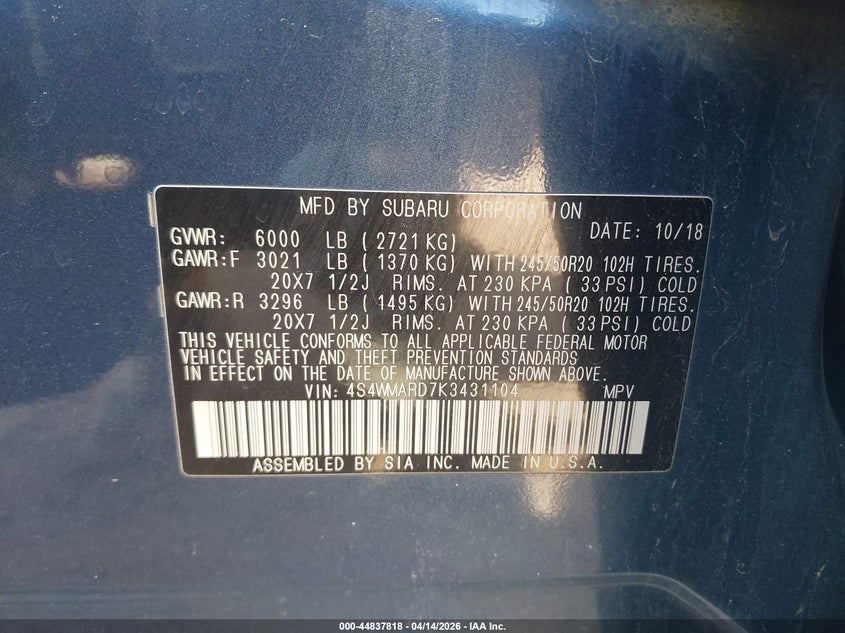 MFD BY SUBARU CORPORATION
DATE: 10/18
GVWR: 6000 LB ( 2721 KG)
GAWR:F 3021 LB ( 1370 KG) WITH 245/50R20 102H TIRES.
20X7 1/2J RIMS. AT 230 KPA ( 33 PSI) COLD
GAWR:R 3296 LB ( 1495 KG) WITH 245/50R20 102H TIRES.
20X7 1/2J RIMS. AT 230 KPA ( 33 PSI) COLD
THIS VEHICLE CONFORMS TO ALL APPLICABLE FEDERAL MOTOR
VEHICLE SAFETY AND THEFT PREVENTION STANDARDS
IN EFFECT ON THE DATE OF MANUFACTURE SHOWN ABOVE.
VIN: 4S4WMARD7K3431104 MPV
ASSEMBLED BY SIA INC. MADE IN U.S.A.
000-44837818 - 04/14/2026 - IAA Inc.